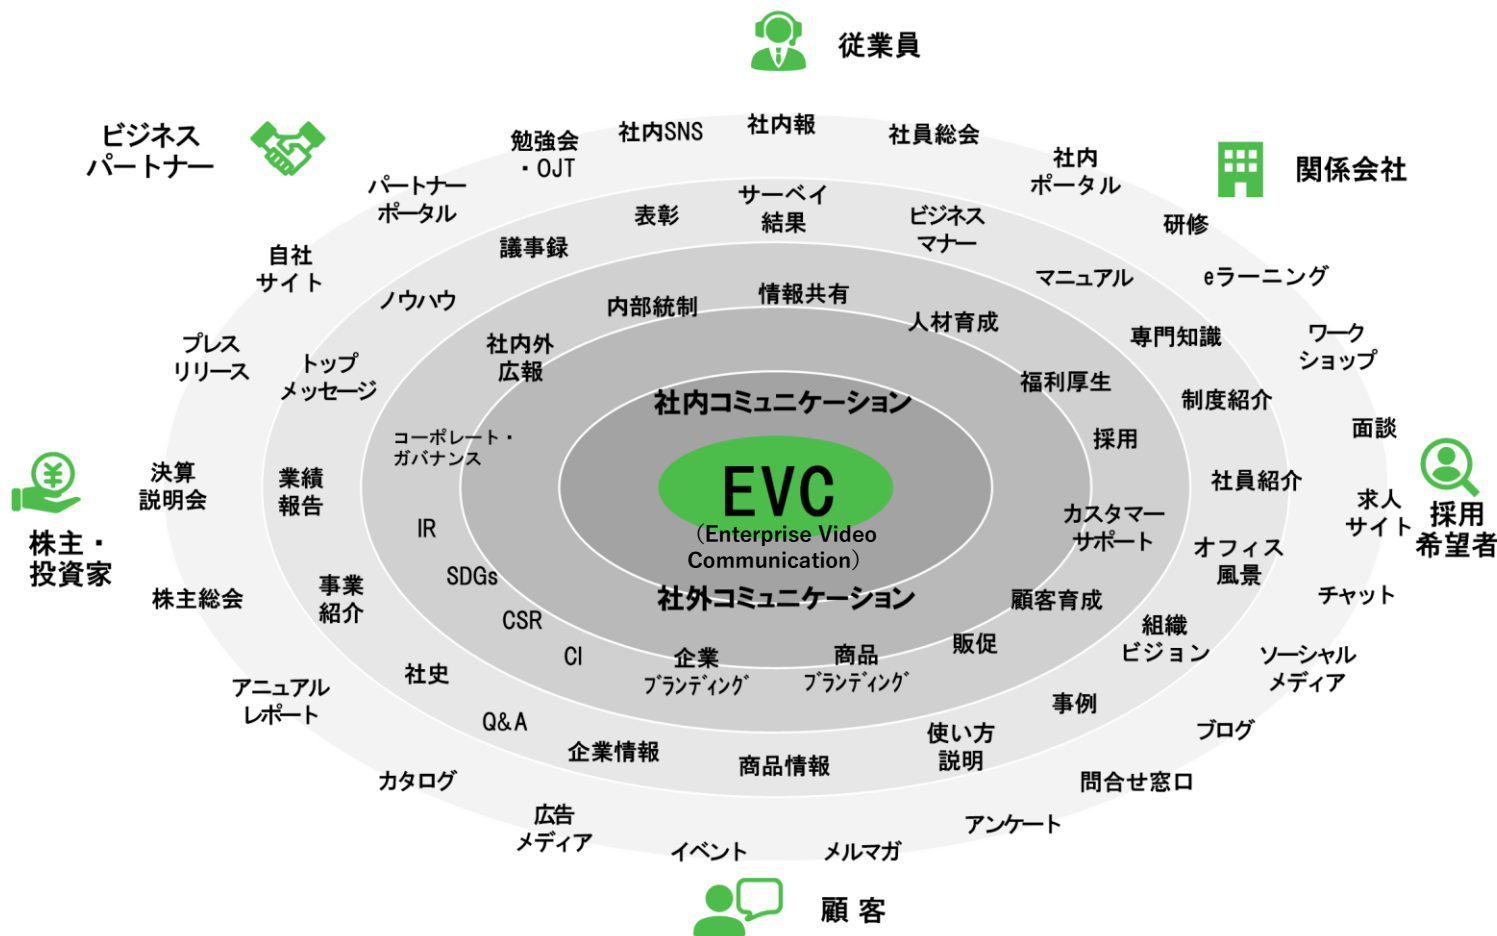 従業員
ビジネス
パートナー
関係会社
勉強会
・OJT
社内SNS
社内報
社員総会
社内
ポータル
研修
eラーニング
ワーク
ショップ
面談
求人
サイト
採用
希望者
チャット
ソーシャル
メディア
ブログ
問合せ窓口
アンケート
メルマガ
イベント
広告
メディア
カタログ
アニュアル
レポート
株主総会
決算
説明会
株主・
投資家
プレス
リリース
自社
サイト
パートナー
ポータル
議事録
表彰
サーベイ
結果
ビジネス
マナー
マニュアル
専門知識
制度紹介
社員紹介
オフィス
風景
組織
ビジョン
事例
使い方
説明
商品情報
企業情報
Q&A
社史
事業
紹介
業績
報告
トップ
メッセージ
ノウハウ
社内外
広報
内部統制
情報共有
人材育成
福利厚生
採用
カスタマー
サポート
顧客育成
販促
商品
ブランディング
企業
ブランディング
CI
CSR
SDGs
IR
コーポレート・
ガバナンス
社内コミュニケーション
EVC
（Enterprise Video
Communication）
社外コミュニケーション
顧 客